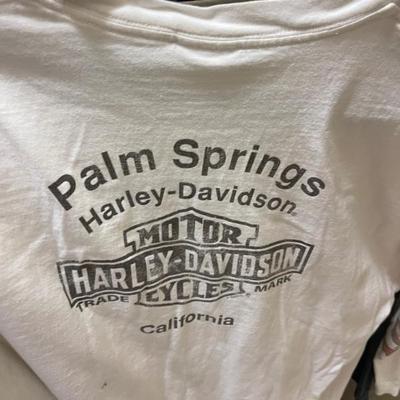 Palm Springs
Harley-Davidson
MOTOR
HARLEY-DAVIDSON
CYCLES
TRADE MARK
California